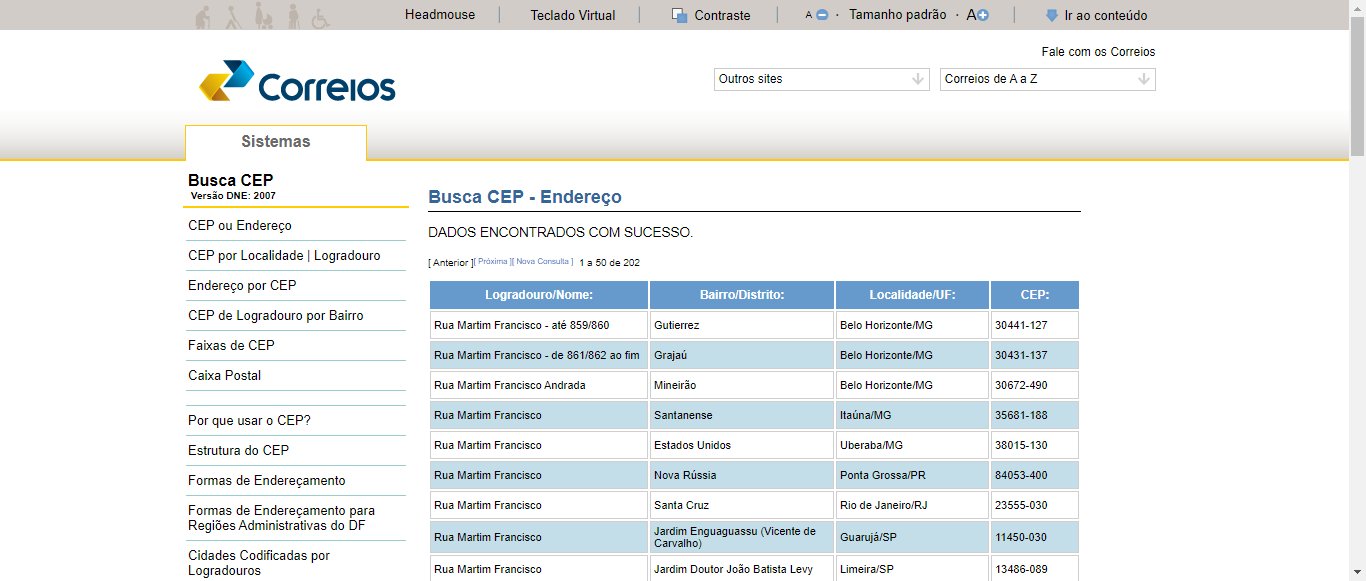 Headmouse
Teclado Virtual
Contraste
A · Tamanho padrão · A
Ir ao conteúdo
Fale com os Correios
Correios
Outros sites
Correios de A a Z
Sistemas
Busca CEP
Versão DNE: 2007
CEP ou Endereço
CEP por Localidade | Logradouro
Endereço por CEP
CEP de Logradouro por Bairro
Faixas de CEP
Caixa Postal
Por que usar o CEP?
Estrutura do CEP
Formas de Endereçamento
Formas de Endereçamento para
Regiões Administrativas do DF
Cidades Codificadas por
Logradouros
Busca CEP - Endereço
DADOS ENCONTRADOS COM SUCESSO.
[ Anterior ][ Próxima ][ Nova Consulta ] 1 a 50 de 202
Logradouro/Nome: Bairro/Distrito: Localidade/UF: CEP:
Rua Martim Francisco - até 859/860 Gutierrez Belo Horizonte/MG 30441-127
Rua Martim Francisco - de 861/862 ao fim Grajaú Belo Horizonte/MG 30431-137
Rua Martim Francisco Andrada Mineirão Belo Horizonte/MG 30672-490
Rua Martim Francisco Santanense Itaúna/MG 35681-188
Rua Martim Francisco Estados Unidos Uberaba/MG 38015-130
Rua Martim Francisco Nova Rússia Ponta Grossa/PR 84053-400
Rua Martim Francisco Santa Cruz Rio de Janeiro/RJ 23555-030
Rua Martim Francisco Jardim Enguaguassu (Vicente de
Carvalho) Guarujá/SP 11450-030
Rua Martim Francisco Jardim Doutor João Batista Levy Limeira/SP 13486-089